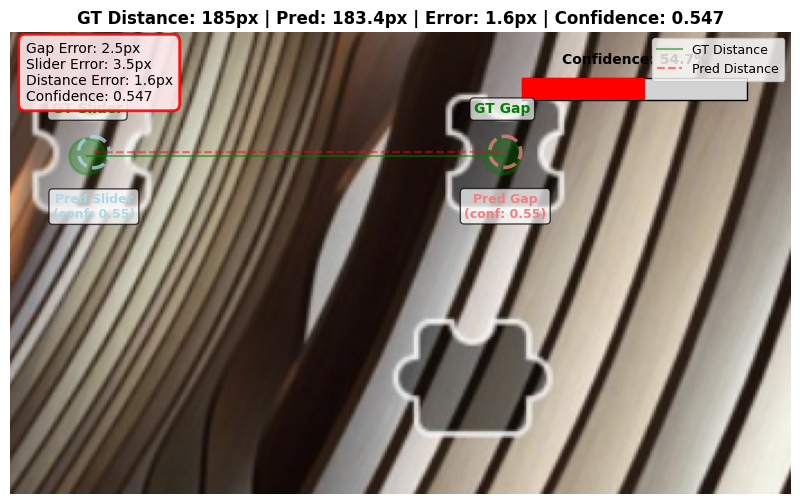 GT Distance: 185px | Pred: 183.4px | Error: 1.6px | Confidence: 0.547
Gap Error: 2.5px
Slider Error: 3.5px
Distance Error: 1.6px
Confidence: 0.547
Confidence: 54.7%
GT Distance
Pred Distance
GT Slider
GT Gap
Pred Slider
(conf: 0.55)
Pred Gap
(conf: 0.55)